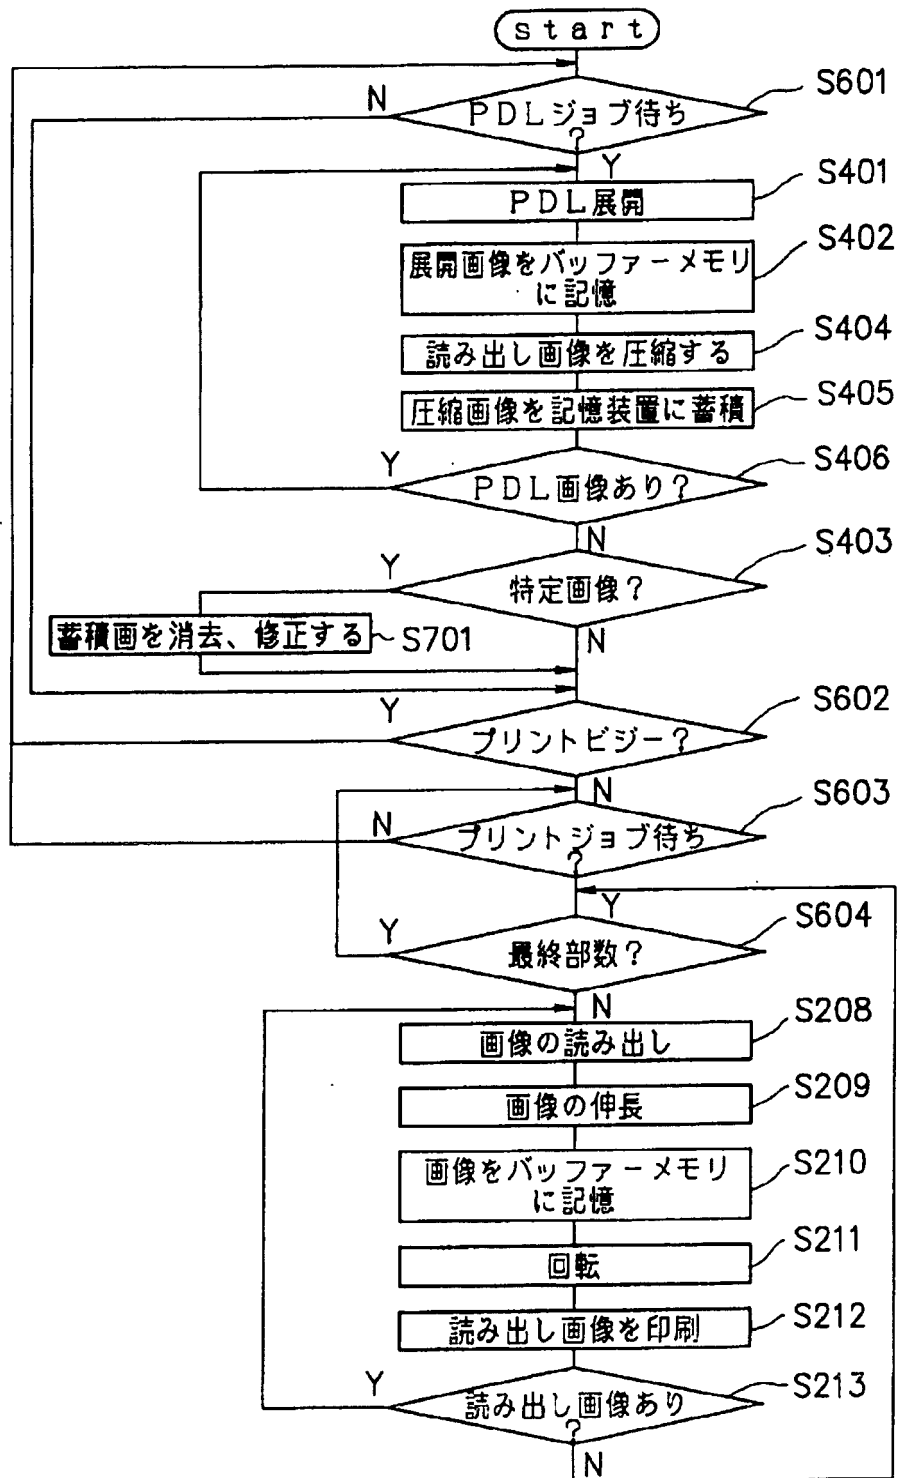 start
N
PDLジョブ待ち
?
S601
Y
PDL展開
S401
展開画像をバッファーメモリ
に記憶
S402
読み出し画像を圧縮する
S404
圧縮画像を記憶装置に蓄積
S405
Y
PDL画像あり?
S406
N
Y
特定画像?
S403
蓄積画を消去、修正する
S701
N
Y
プリントビジー?
S602
N
N
プリントジョブ待ち
?
S603
Y
Y
最終部数?
S604
N
画像の読み出し
S208
画像の伸長
S209
画像をバッファーメモリ
に記憶
S210
回転
S211
読み出し画像を印刷
S212
Y
読み出し画像あり
?
S213
N